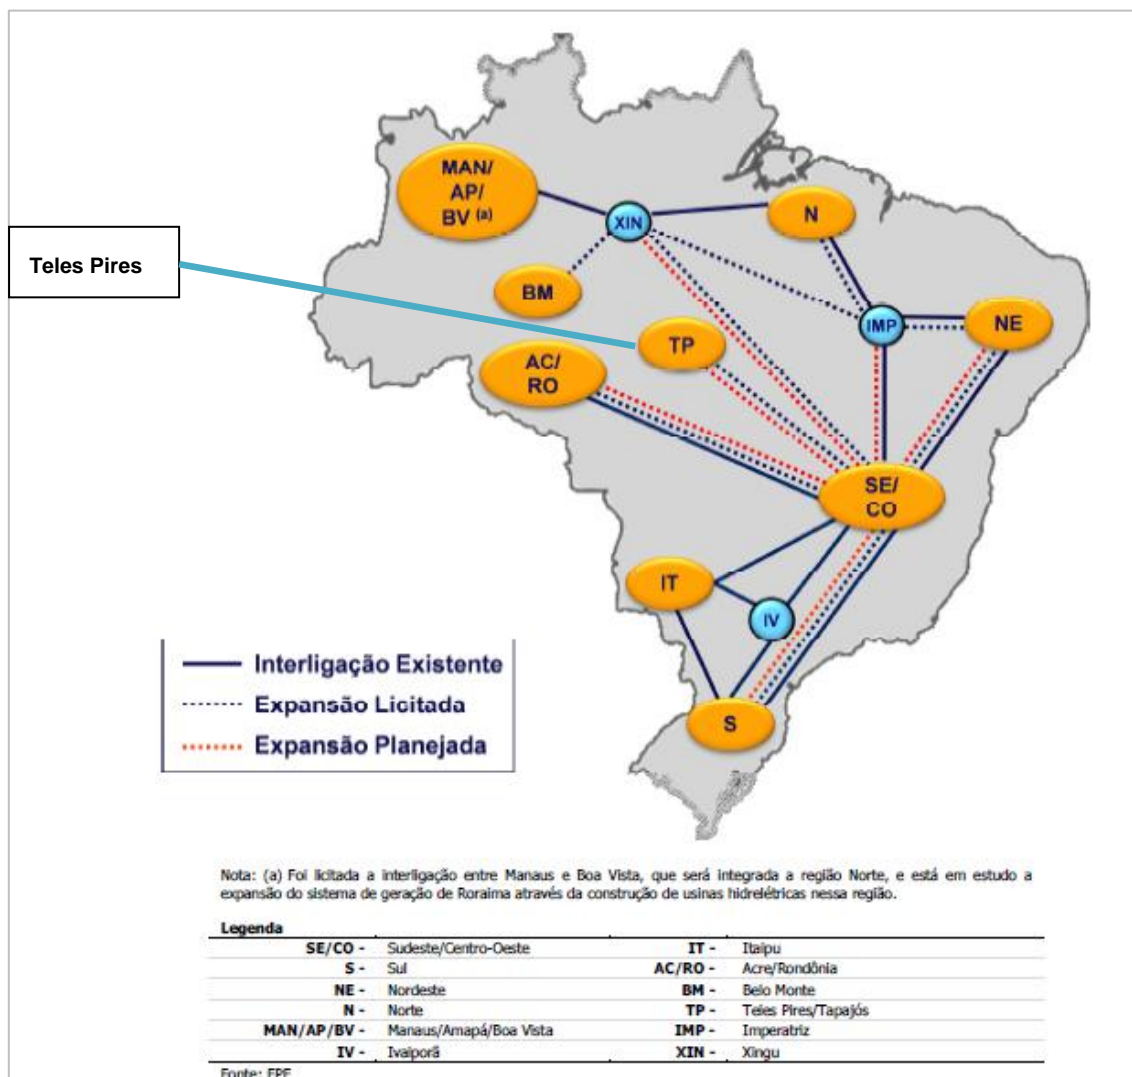 MAN/
AP/
BV (a)
XIN
N
Teles Pires
BM
IMP
NE
TP
AC/
RO
SE/
CO
IT
IV
Interligação Existente
Expansão Licitada
Expansão Planejada
S
Nota: (a) Foi licitada a interligação entre Manaus e Boa Vista, que será integrada a região Norte, e está em estudo a
expansão do sistema de geração de Roraima através da construção de usinas hidrelétricas nessa região.
Legenda
SE/CO - Sudeste/Centro-Oeste IT - Itaipu
S - Sul AC/RO - Acre/Rondônia
NE - Nordeste BM - Belo Monte
N - Norte TP - Teles Pires/Tapajós
MAN/AP/BV - Manaus/Amapá/Boa Vista IMP - Imperatriz
IV - Ivaiporã XIN - Xingu
Fonte: EPE